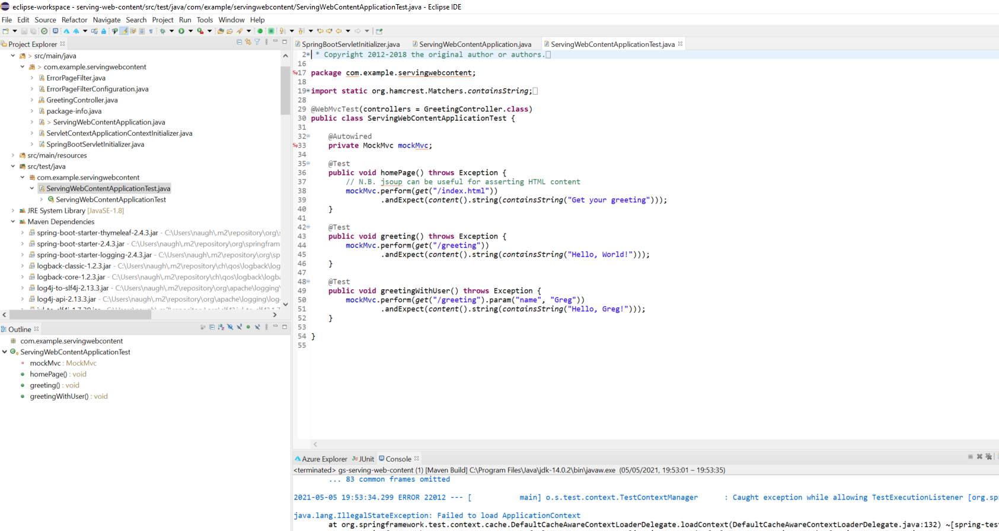 eclipse-workspace - serving-web-content/src/test/java/com/example/servingwebcontent/ServingWebContentApplicationTest.java - Eclipse IDE
File Edit Source Refactor Navigate Search Project Run Tools Window Help
Project Explorer
> src/main/java
> com.example.servingwebcontent
ErrorPageFilter.java
ErrorPageFilterConfiguration.java
GreetingController.java
package-info.java
> ServingWebContentApplication.java
ServletContextApplicationContextInitializer.java
SpringBootServletInitializer.java
src/main/resources
src/test/java
com.example.servingwebcontent
ServingWebContentApplicationTest.java
ServingWebContentApplicationTest
JRE System Library [JavaSE-1.8]
Maven Dependencies
spring-boot-starter-thymeleaf-2.4.3.jar - C:\Users\naugh\.m2\repository\org\s
spring-boot-starter-2.4.3.jar - C:\Users\naugh\.m2\repository\org\springfram
spring-boot-starter-logging-2.4.3.jar - C:\Users\naugh\.m2\repository\org\sp
logback-classic-1.2.3.jar - C:\Users\naugh\.m2\repository\ch\qos\logback\log
logback-core-1.2.3.jar - C:\Users\naugh\.m2\repository\ch\qos\logback\logba
log4j-to-slf4j-2.13.3.jar - C:\Users\naugh\.m2\repository\org\apache\logging\
log4j-api-2.13.3.jar - C:\Users\naugh\.m2\repository\org\apache\logging\log
Outline
com.example.servingwebcontent
ServingWebContentApplicationTest
mockMvc : MockMvc
homePage() : void
greeting() : void
greetingWithUser() : void
SpringBootServletInitializer.java ServingWebContentApplication.java ServingWebContentApplicationTest.java
2 * Copyright 2012-2018 the original author or authors.
16
17 package com.example.servingwebcontent;
18
19 import static org.hamcrest.Matchers.containsString;
28
29 @WebMvcTest(controllers = GreetingController.class)
30 public class ServingWebContentApplicationTest {
31
32 @Autowired
33 private MockMvc mockMvc;
34
35 @Test
36 public void homePage() throws Exception {
37 // N.B. jsoup can be useful for asserting HTML content
38 mockMvc.perform(get("/index.html"))
39 .andExpect(content().string(containsString("Get your greeting")));
40 }
41
42 @Test
43 public void greeting() throws Exception {
44 mockMvc.perform(get("/greeting"))
45 .andExpect(content().string(containsString("Hello, World!")));
46 }
47
48 @Test
49 public void greetingWithUser() throws Exception {
50 mockMvc.perform(get("/greeting").param("name", "Greg"))
51 .andExpect(content().string(containsString("Hello, Greg!")));
52 }
53
54 }
55
Azure Explorer JUnit Console
<terminated> gs-serving-web-content (1) [Maven Build] C:\Program Files\Java\jdk-14.0.2\bin\javaw.exe (05/05/2021, 19:53:01 – 19:53:35)
... 83 common frames omitted
2021-05-05 19:53:34.299 ERROR 22012 --- [ main] o.s.test.context.TestContextManager : Caught exception while allowing TestExecutionListener [org.sp
java.lang.IllegalStateException: Failed to load ApplicationContext
at org.springframework.test.context.cache.DefaultCacheAwareContextLoaderDelegate.loadContext(DefaultCacheAwareContextLoaderDelegate.java:132) ~[spring-test